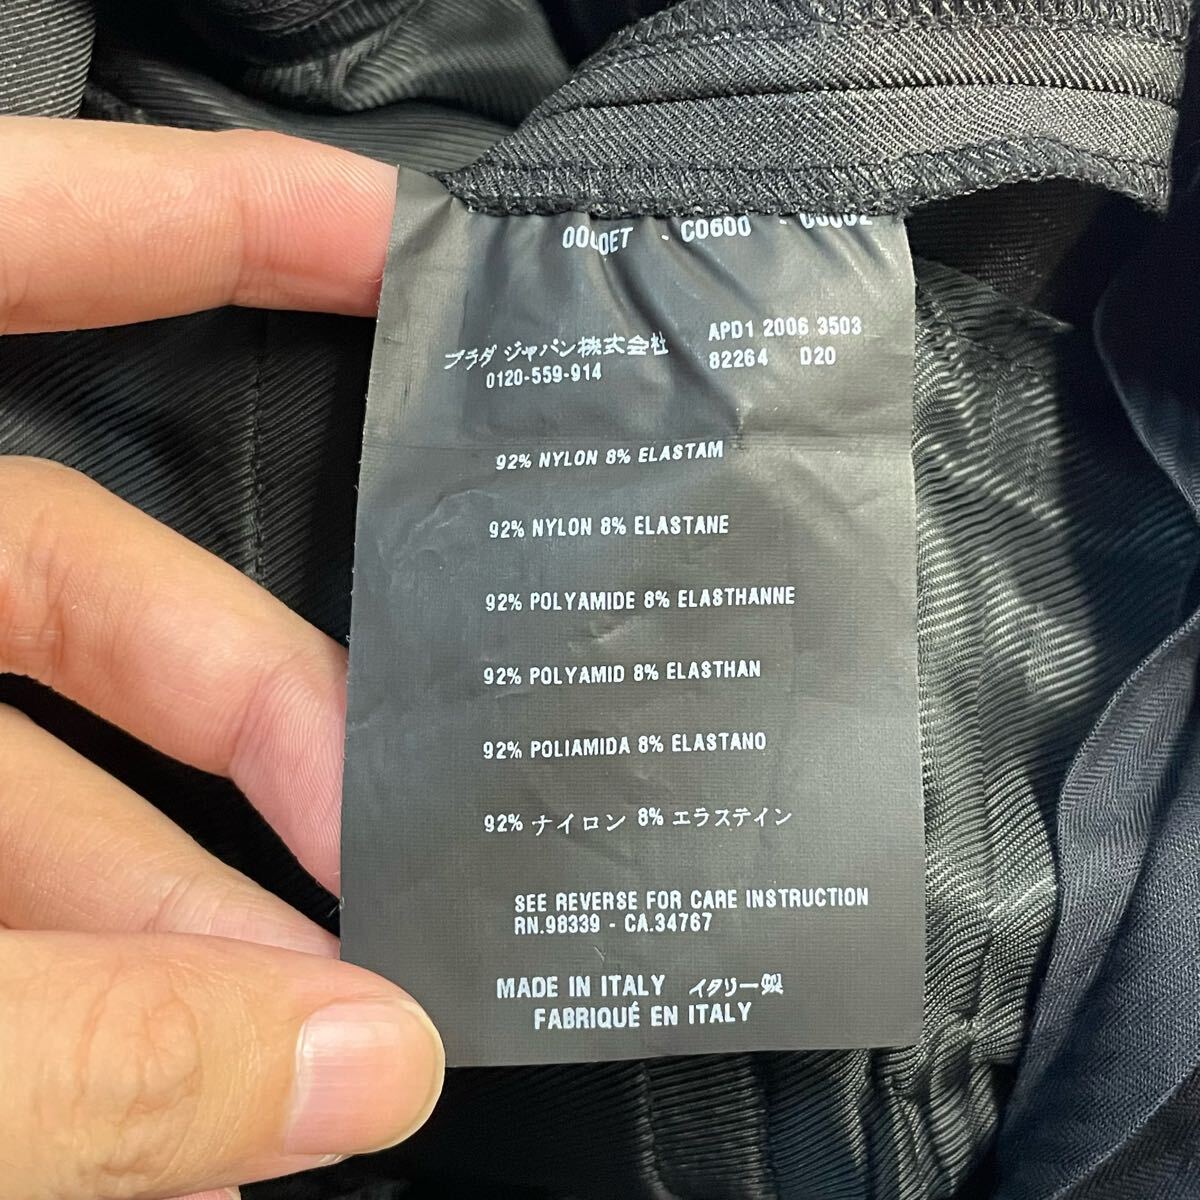 C0600
プラダ ジャパン株式会社
0120-559-914
APD1 2006 3503
82264 D20
92% NYLON 8% ELASTAM
92% NYLON 8% ELASTANE
92% POLYAMIDE 8% ELASTHANNE
92% POLYAMID 8% ELASTHAN
92% POLIAMIDA 8% ELASTANO
92% ナイロン 8% エラステイン
SEE REVERSE FOR CARE INSTRUCTION
RN.98339 - CA.34767
MADE IN ITALY イタリー製
FABRIQUÉ EN ITALY